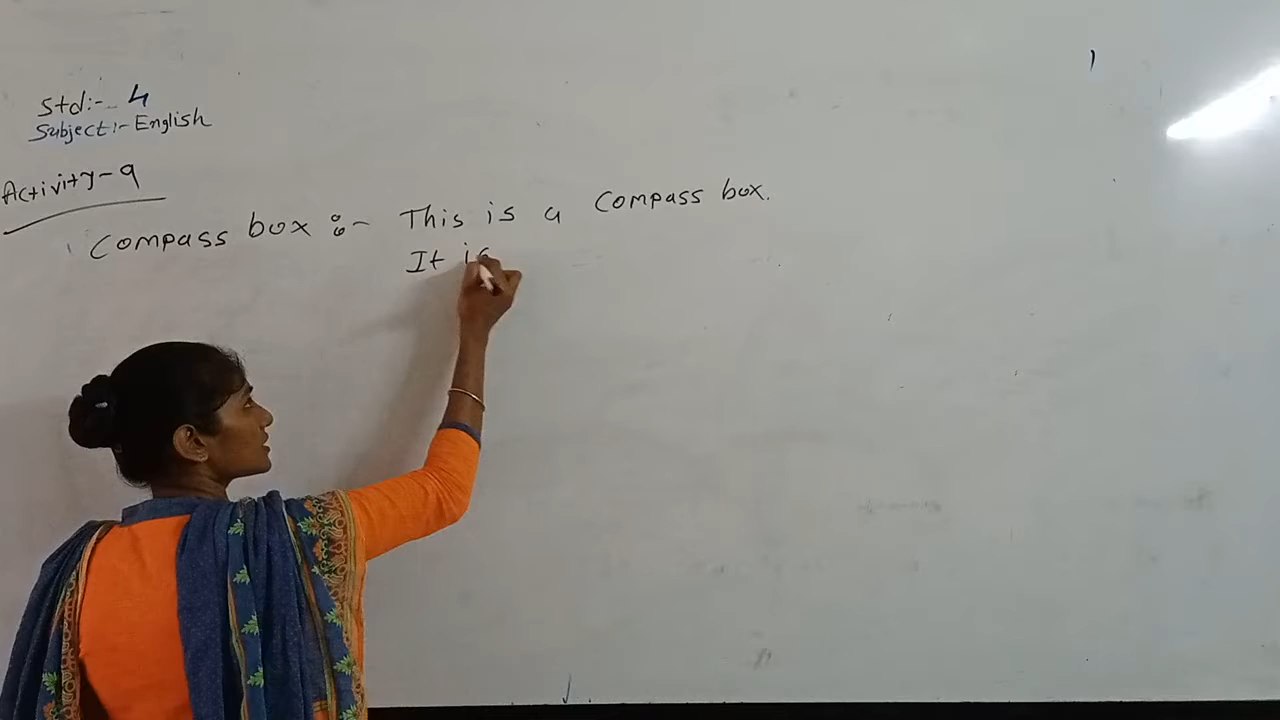 Std:- 4
Subject:- English
Activity-9
Compass box :- This is a Compass box.
It is